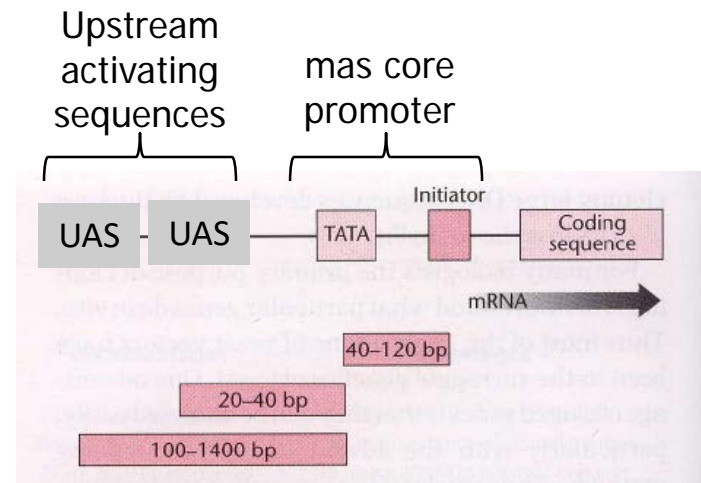 Upstream
activating
sequences
mas core
promoter
UAS
UAS
TATA
Initiator
Coding
sequence
mRNA
40–120 bp
20–40 bp
100–1400 bp